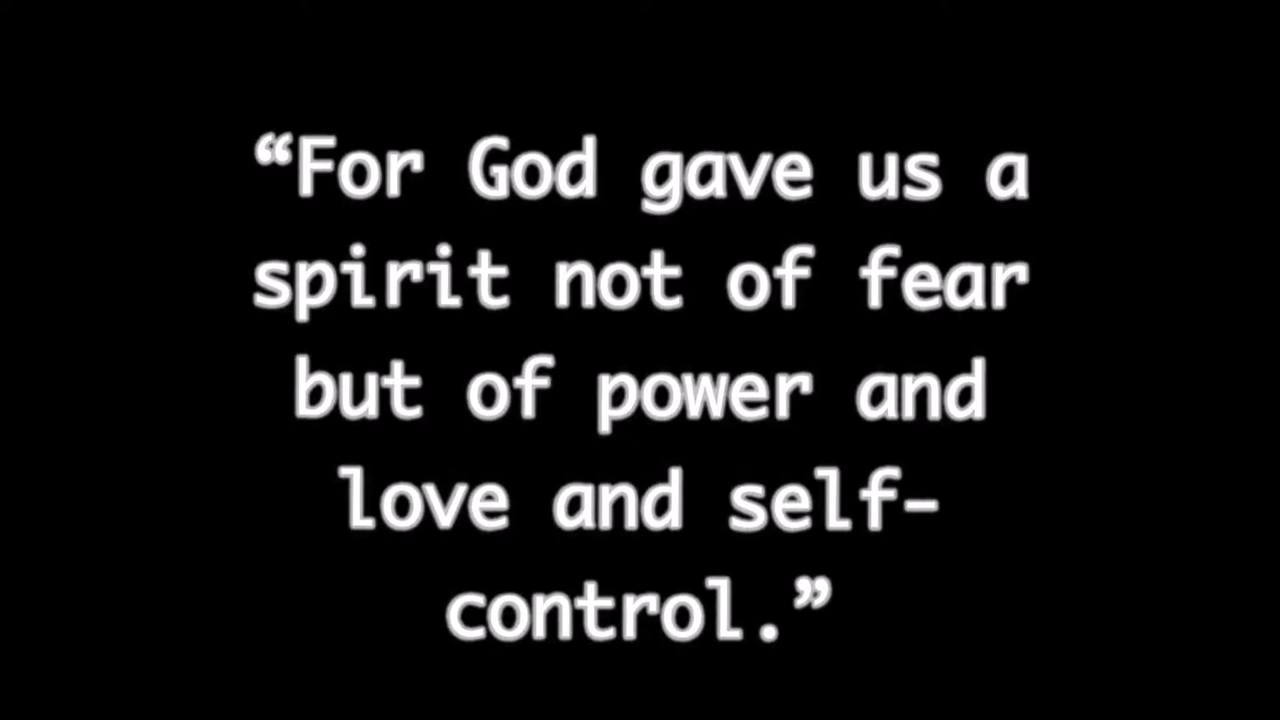 “For God gave us a
spirit not of fear
but of power and
love and self-
control.”